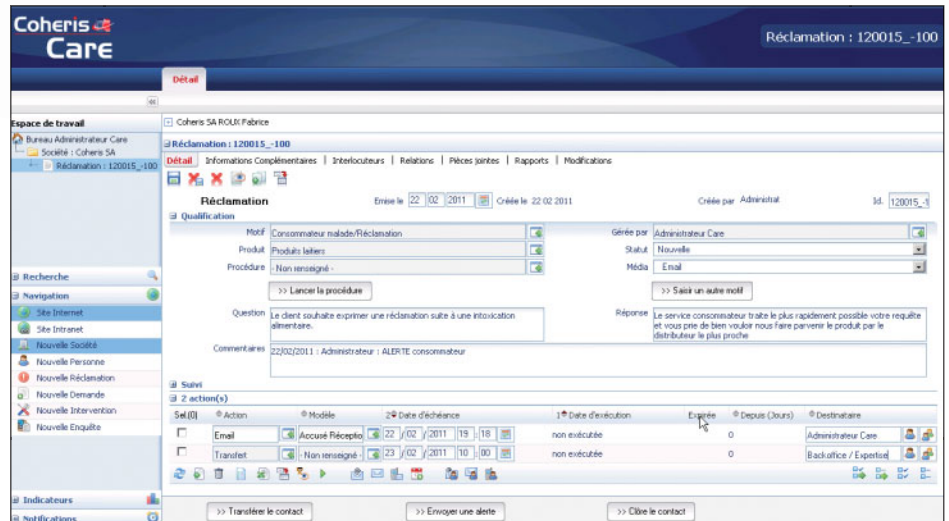 Coheris
Care
Réclamation : 120015_-100
Détail
Espace de travail
Bureau Administrateur Care
Société : Coheris SA
Réclamation : 120015_-100
Recherche
Navigation
Site Internet
Site Intranet
Nouvelle Société
Nouvelle Personne
Nouvelle Réclamation
Nouvelle Demande
Nouvelle Intervention
Nouvelle Enquête
Indicateurs
Notifications
Coheris SA ROUX Fabrice
Réclamation : 120015_-100
Détail | Informations Complémentaires | Interlocuteurs | Relations | Pièces jointes | Rapports | Modifications
Réclamation Emise le 22 02 2011 Créée le 22 02 2011 Créée par Administrat Id. 120015_-1
Qualification
Motif Consommateur malade/Réclamation Gérée par Administrateur Care
Produit Produits laitiers Statut Nouvelle
Procédure - Non renseigné - Média Email
>> Lancer la procédure >> Saisir un autre motif
Question Le client souhaite exprimer une réclamation suite à une intoxication
alimentaire.
Réponse Le service consommateur traite le plus rapidement possible votre requête
et vous prie de bien vouloir nous faire parvenir le produit par le
distributeur le plus proche
Commentaires 22/02/2011 : Administrateur : ALERTE consommateur
Suivi
2 action(s)
Sel.(0) Action Modèle 2 Date d'échéance 1 Date d'exécution Expirée Depuis (Jours) Destinataire
Email Accusé Réceptio 22 / 02 / 2011 19 : 18 non exécutée 0 Administrateur Care
Transfert - Non renseigné - 23 / 02 / 2011 10 : 00 non exécutée 0 Backoffice / Expertise
>> Transférer le contact >> Envoyer une alerte >> Clôre le contact